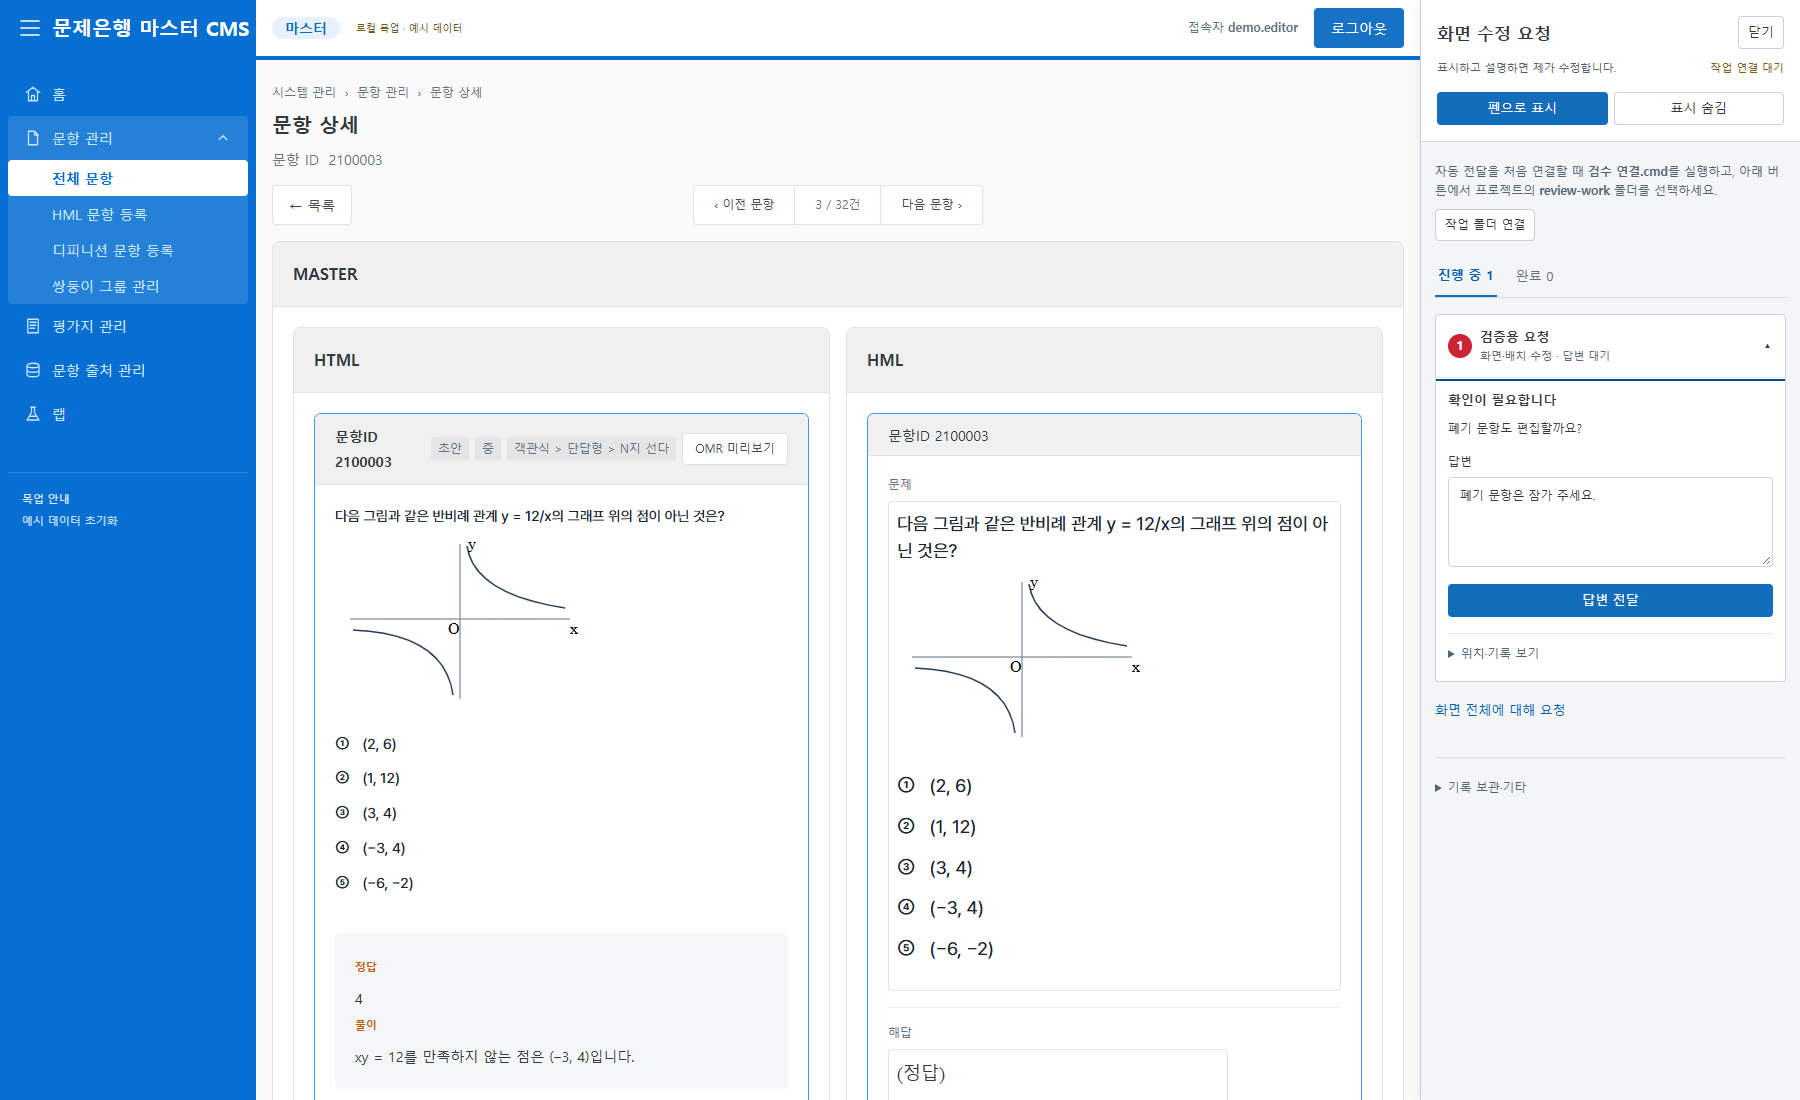 문제은행 마스터 CMS
홈
문항 관리
전체 문항
HML 문항 등록
디피니션 문항 등록
쌍둥이 그룹 관리
평가지 관리
문항 출처 관리
랩
목업 안내
예시 데이터 초기화
마스터
로컬 목업 · 예시 데이터
접속자 demo.editor
로그아웃
시스템 관리 › 문항 관리 › 문항 상세
문항 상세
문항 ID 2100003
← 목록
‹ 이전 문항
3 / 32건
다음 문항 ›
MASTER
HTML
문항ID
2100003
초안
중
객관식 > 단답형 > N지 선다
OMR 미리보기
다음 그림과 같은 반비례 관계 y = 12/x의 그래프 위의 점이 아닌 것은?
y
O
x
① (2, 6)
② (1, 12)
③ (3, 4)
④ (−3, 4)
⑤ (−6, −2)
정답
4
풀이
xy = 12를 만족하지 않는 점은 (−3, 4)입니다.
HML
문항ID 2100003
문제
다음 그림과 같은 반비례 관계 y = 12/x의 그래프 위의 점이 아
닌 것은?
y
O
x
① (2, 6)
② (1, 12)
③ (3, 4)
④ (−3, 4)
⑤ (−6, −2)
해답
(정답)
화면 수정 요청
닫기
표시하고 설명하면 제가 수정합니다.
작업 연결 대기
펜으로 표시
표시 숨김
자동 전달을 처음 연결할 때 검수 연결.cmd를 실행하고, 아래 버
튼에서 프로젝트의 review-work 폴더를 선택하세요.
작업 폴더 연결
진행 중 1
완료 0
1
검증용 요청
화면·배치 수정 · 답변 대기
▲
확인이 필요합니다
폐기 문항도 편집할까요?
답변
폐기 문항은 잠가 주세요.
답변 전달
▶ 위치·기록 보기
화면 전체에 대해 요청
▶ 기록 보관·기타